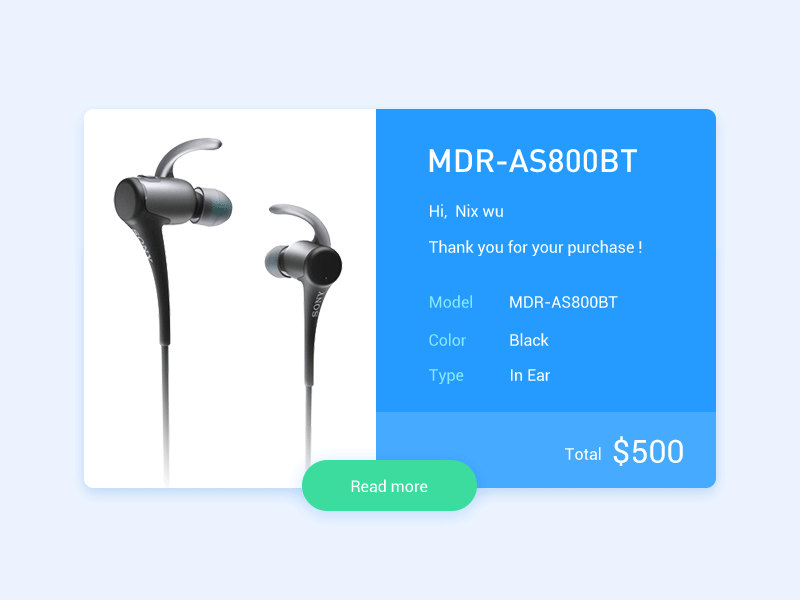 MDR-AS800BT
Hi, Nix wu
Thank you for your purchase !
Model MDR-AS800BT
Color Black
Type In Ear
Total $500
Read more
SONY
SONY